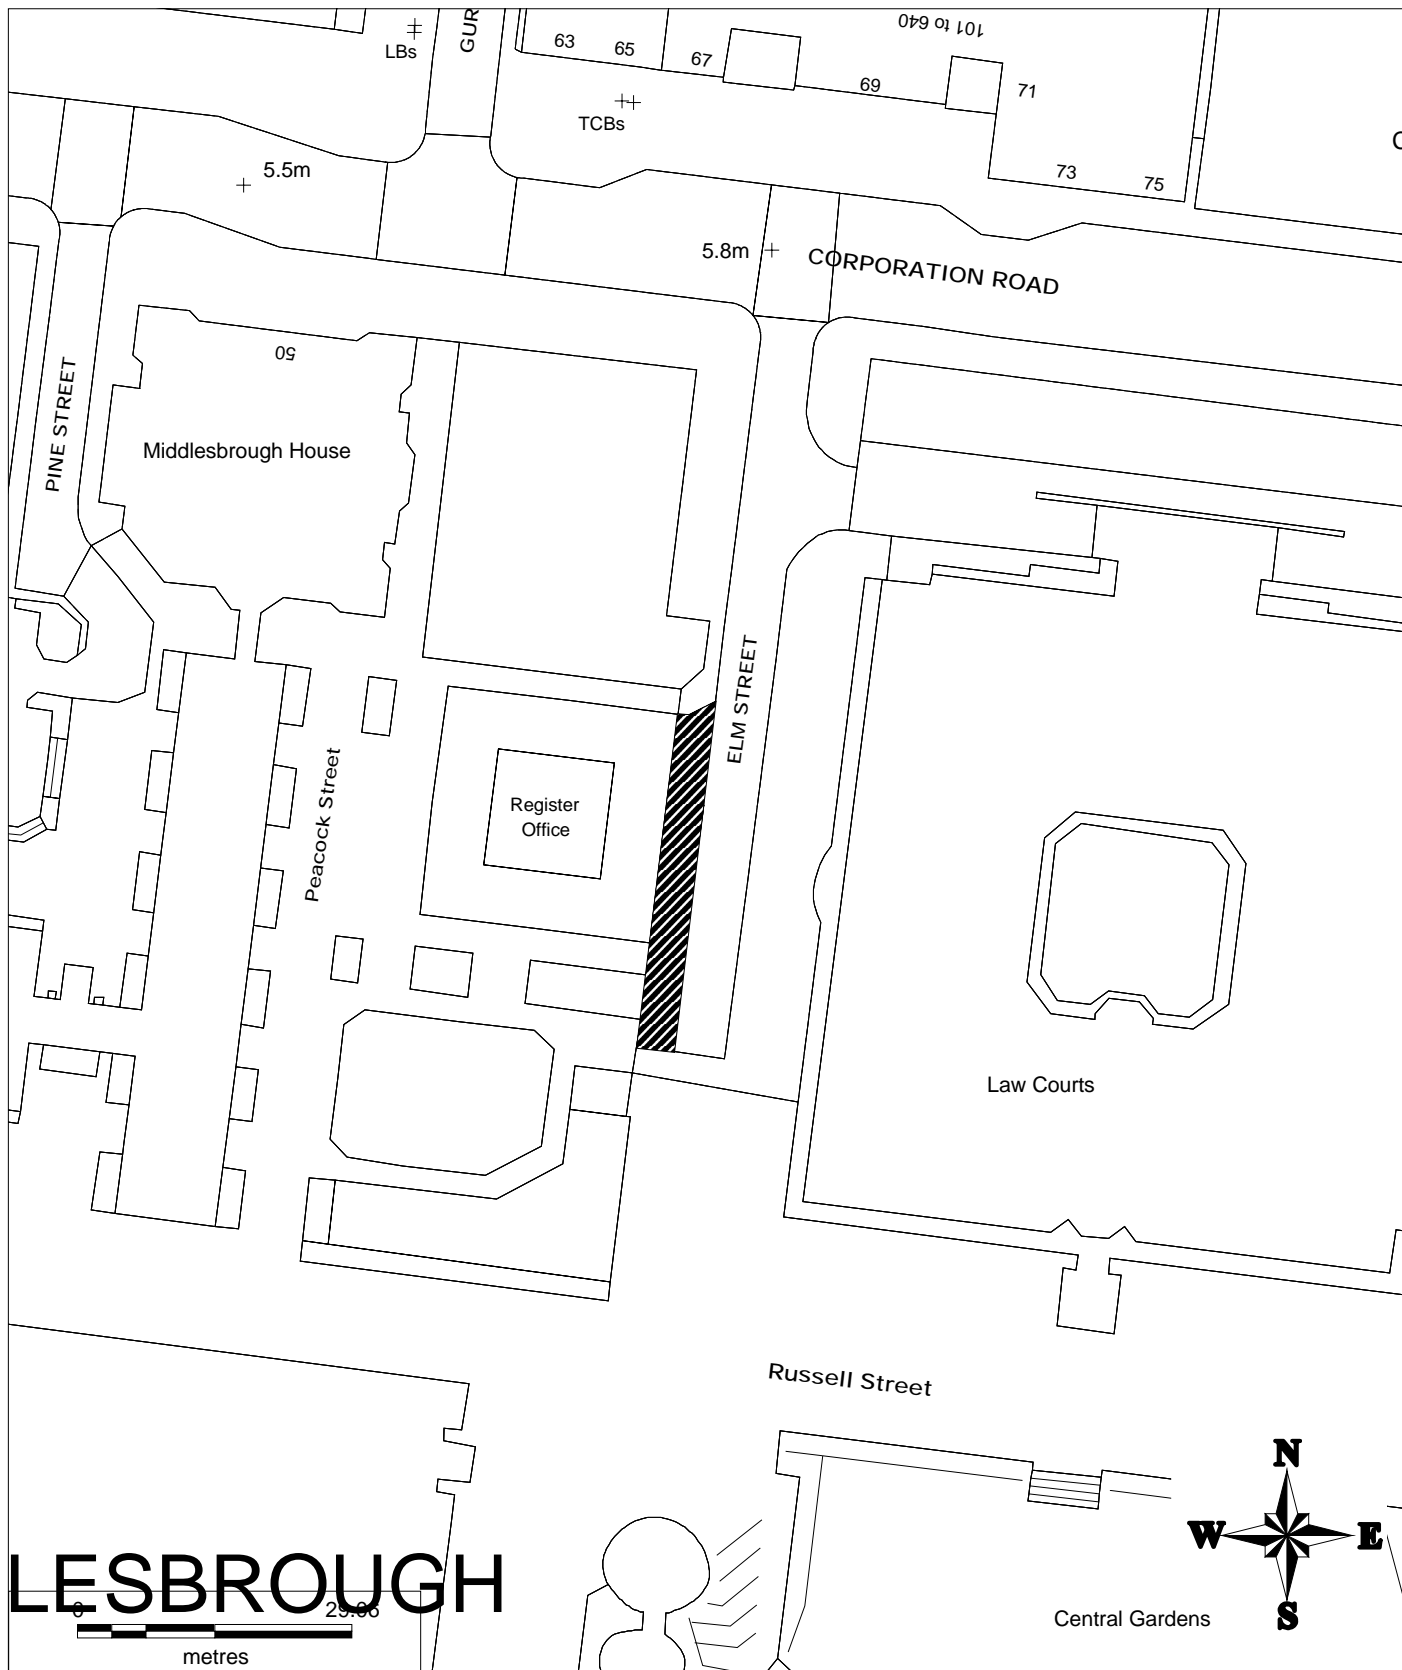 GUR
LBs
63
65
67
69
71
101 to 640
TCBs
73
75
C
5.5m
5.8m
CORPORATION ROAD
50
PINE STREET
Middlesbrough House
ELM STREET
Peacock Street
Register
Office
Law Courts
Russell Street
N
W
E
S
LESBROUGH
0
29.06
metres
Central Gardens